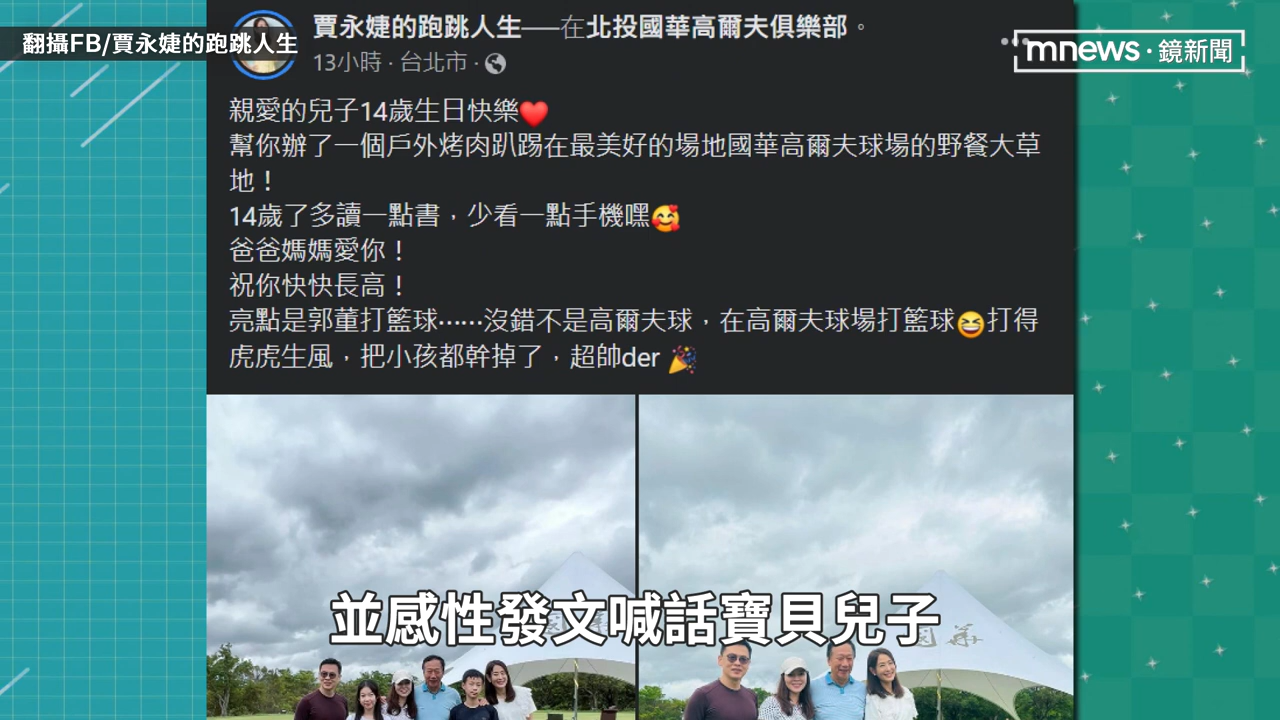 翻攝FB/賈永婕的跑跳人生
mnews·鏡新聞
賈永婕的跑跳人生──在北投國華高爾夫俱樂部。
13小時 · 台北市 ·
親愛的兒子14歲生日快樂❤️
幫你辦了一個戶外烤肉趴踢在最美好的場地國華高爾夫球場的野餐大草
地！
14歲了多讀一點書，少看一點手機嘿🥰
爸爸媽媽愛你！
祝你快快長高！
亮點是郭董打籃球⋯⋯沒錯不是高爾夫球，在高爾夫球場打籃球😆打得
虎虎生風，把小孩都幹掉了，超帥der 🎉
國華
國華
並感性發文喊話寶貝兒子